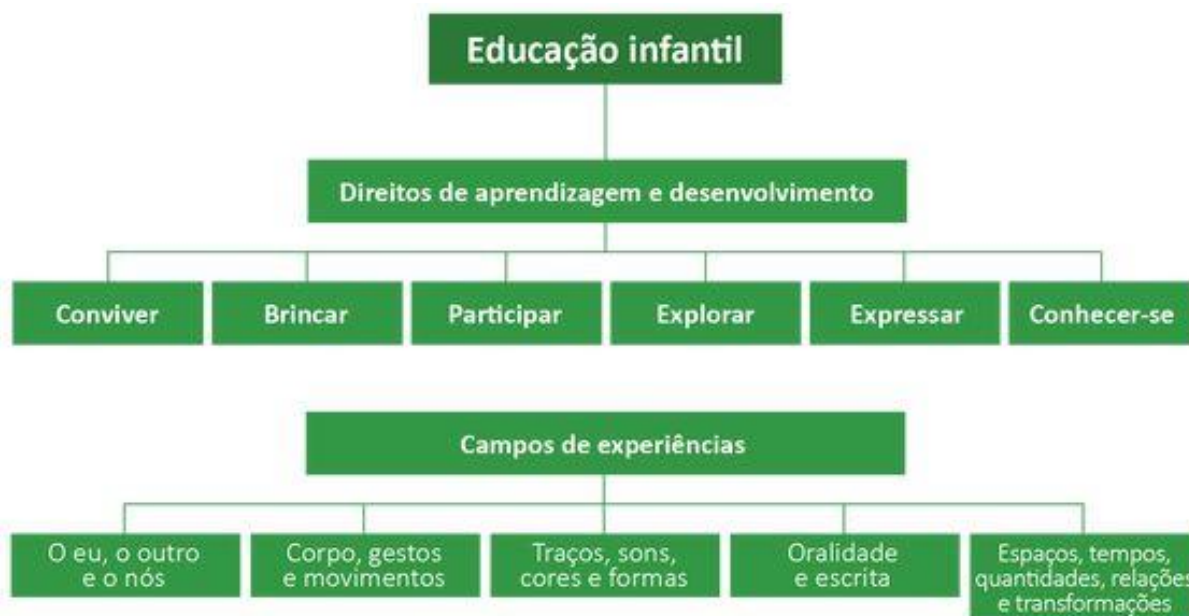 Educação infantil
Direitos de aprendizagem e desenvolvimento
Conviver
Brincar
Participar
Explorar
Expressar
Conhecer-se
Campos de experiências
O eu, o outro
e o nós
Corpo, gestos
e movimentos
Traços, sons,
cores e formas
Oralidade
e escrita
Espaços, tempos,
quantidades, relações
e transformações